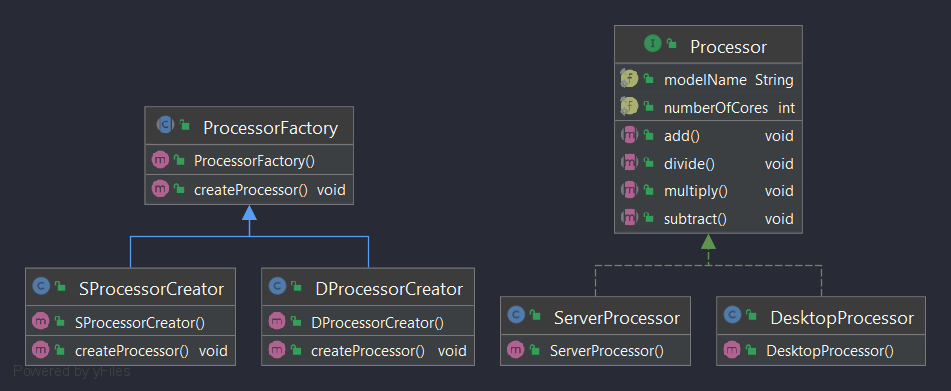 ProcessorFactory
ProcessorFactory()
createProcessor() void
SProcessorCreator
SProcessorCreator()
createProcessor() void
DProcessorCreator
DProcessorCreator()
createProcessor() void
Processor
modelName String
numberOfCores int
add() void
divide() void
multiply() void
subtract() void
ServerProcessor
ServerProcessor()
DesktopProcessor
DesktopProcessor()
Powered by yFiles